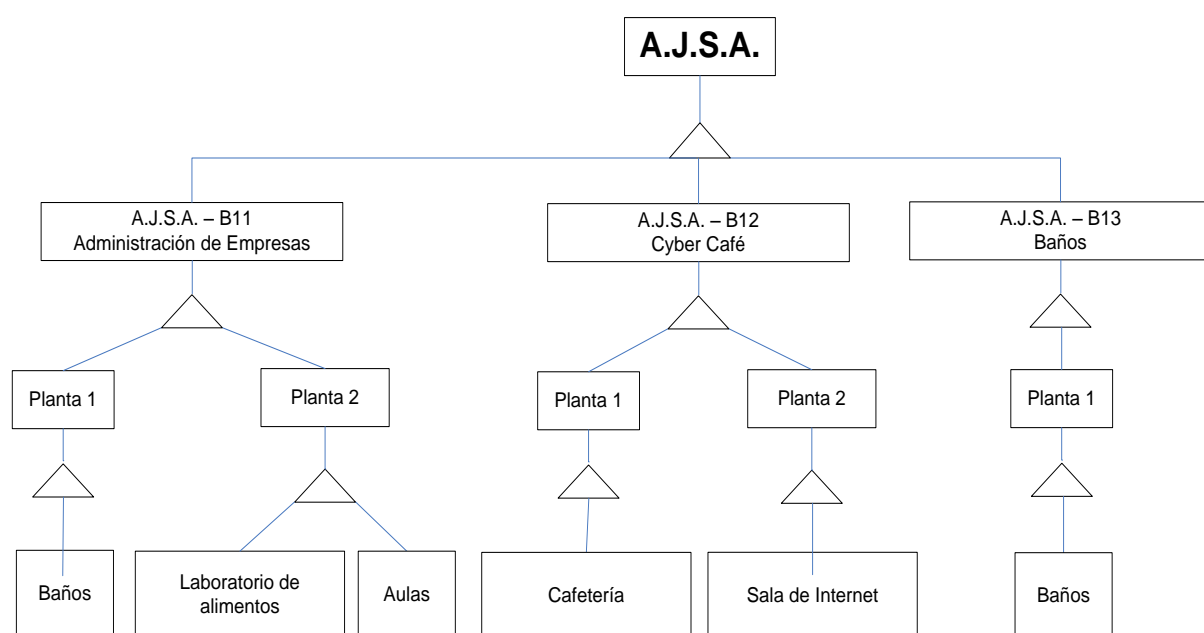 A.J.S.A.
A.J.S.A. – B11
Administración de Empresas
A.J.S.A. – B12
Cyber Café
A.J.S.A. – B13
Baños
Planta 1
Planta 2
Planta 1
Planta 2
Planta 1
Baños
Laboratorio de
alimentos
Aulas
Cafetería
Sala de Internet
Baños